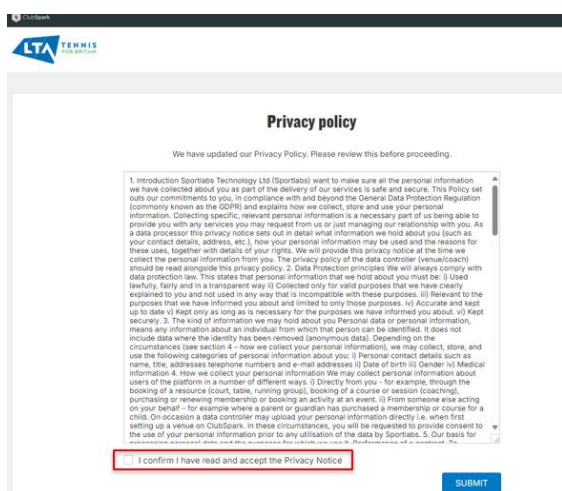 ClubSpark
LTA TENNIS
FOR BRITAIN
Privacy policy
We have updated our Privacy Policy. Please review this before proceeding.
1. Introduction Sportlabs Technology Ltd (Sportlabs) want to make sure all the personal information
we have collected about you as part of the delivery of our services is safe and secure. This Policy set
outs our commitments to you, in compliance with and beyond the General Data Protection Regulation
(commonly known as the GDPR) and explains how we collect, store and use your personal
information. Collecting specific, relevant personal information is a necessary part of us being able to
provide you with any services you may request from us or just managing our relationship with you. As
a data processor this privacy notice sets out in detail what information we hold about you (such as
your contact details, address, etc.), how your personal information may be used and the reasons for
these uses, together with details of your rights. We will provide this privacy notice at the time we
collect the personal information from you. The privacy policy of the data controller (venue/coach)
should be read alongside this privacy policy. 2. Data Protection principles We will always comply with
data protection law. This states that personal information that we hold about you must be: i) Used
lawfully, fairly and in a transparent way ii) Collected only for valid purposes that we have clearly
explained to you and not used in any way that is incompatible with these purposes. iii) Relevant to the
purposes that we have informed you about and limited to only those purposes. iv) Accurate and kept
up to date v) Kept only as long as is necessary for the purposes we have informed you about. vi) Kept
securely. 3. The kind of information we may hold about you Personal data or personal information,
means any information about an individual from which that person can be identified. It does not
include data where the identity has been removed (anonymous data). Depending on the
circumstances (see section 4 – how we collect your personal information), we may collect, store, and
use the following categories of personal information about you: i) Personal contact details such as
name, title, addresses telephone numbers and e-mail addresses ii) Date of birth iii) Gender iv) Medical
information 4. How we collect your personal information We may collect personal information about
users of the platform in a number of different ways. i) Directly from you - for example, through the
booking of a resource (court, table, running group), booking of a course or session (coaching),
purchasing or renewing membership or booking an activity at an event. ii) From someone else acting
on your behalf – for example where a parent or guardian has purchased a membership or course for a
child. On occasion a data controller may upload your personal information directly i.e. when first
setting up a venue on ClubSpark. In these circumstances, you will be requested to provide consent to
the use of your personal information prior to any utilisation of the data by Sportlabs. 5. Our basis for
processing personal data and the purposes for which we use it. Performance of a contract. To
I confirm I have read and accept the Privacy Notice
SUBMIT